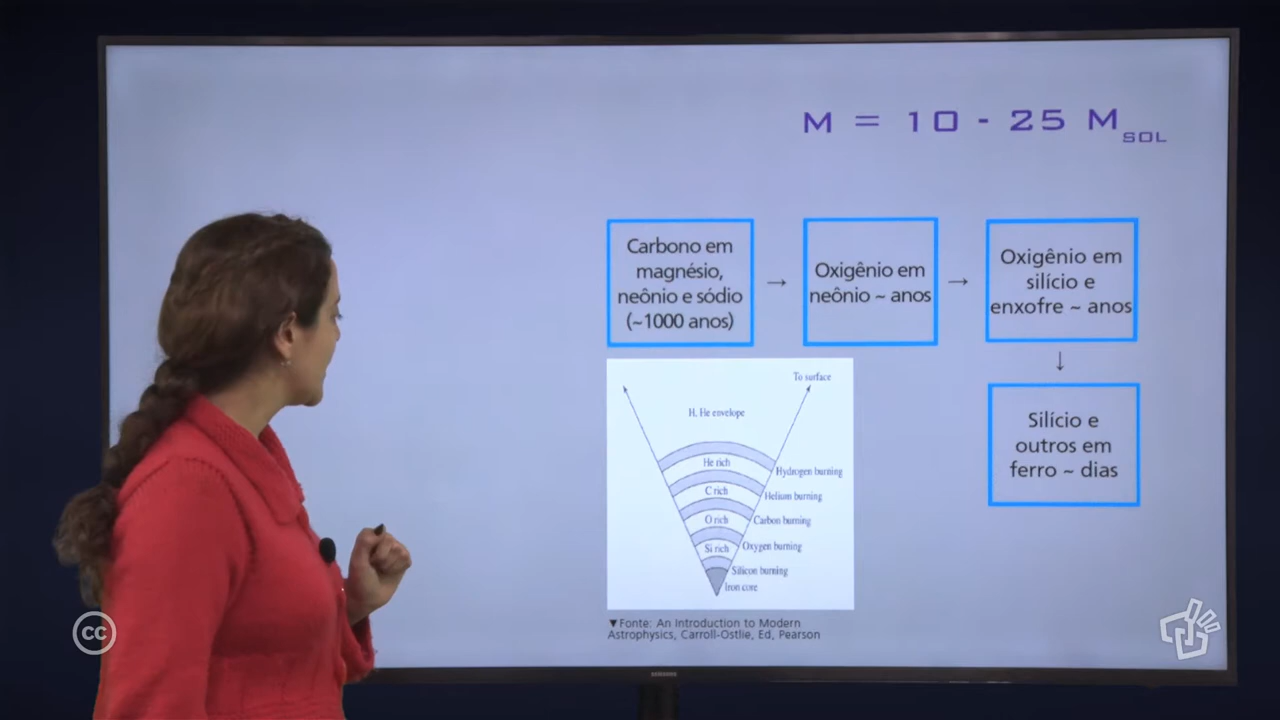 M = 10 - 25 M SOL
Carbono em
magnésio,
neônio e sódio
(~1000 anos)
→
Oxigênio em
neônio ~ anos
→
Oxigênio em
silício e
enxofre ~ anos
↓
Silício e
outros em
ferro ~ dias
To surface
H, He envelope
He rich
Hydrogen burning
C rich
Helium burning
O rich
Carbon burning
Si rich
Oxygen burning
Silicon burning
Iron core
▼Fonte: An Introduction to Modern
Astrophysics, Carroll-Ostlie, Ed, Pearson
SAMSUNG
cc